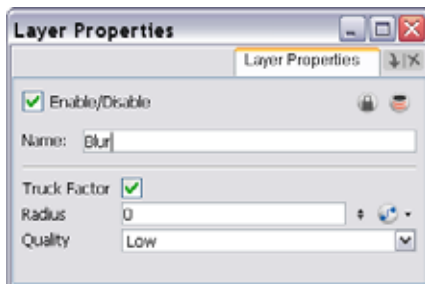 Layer Properties
Layer Properties
Enable/Disable
Name: Blur
Truck Factor
Radius 0
Quality Low